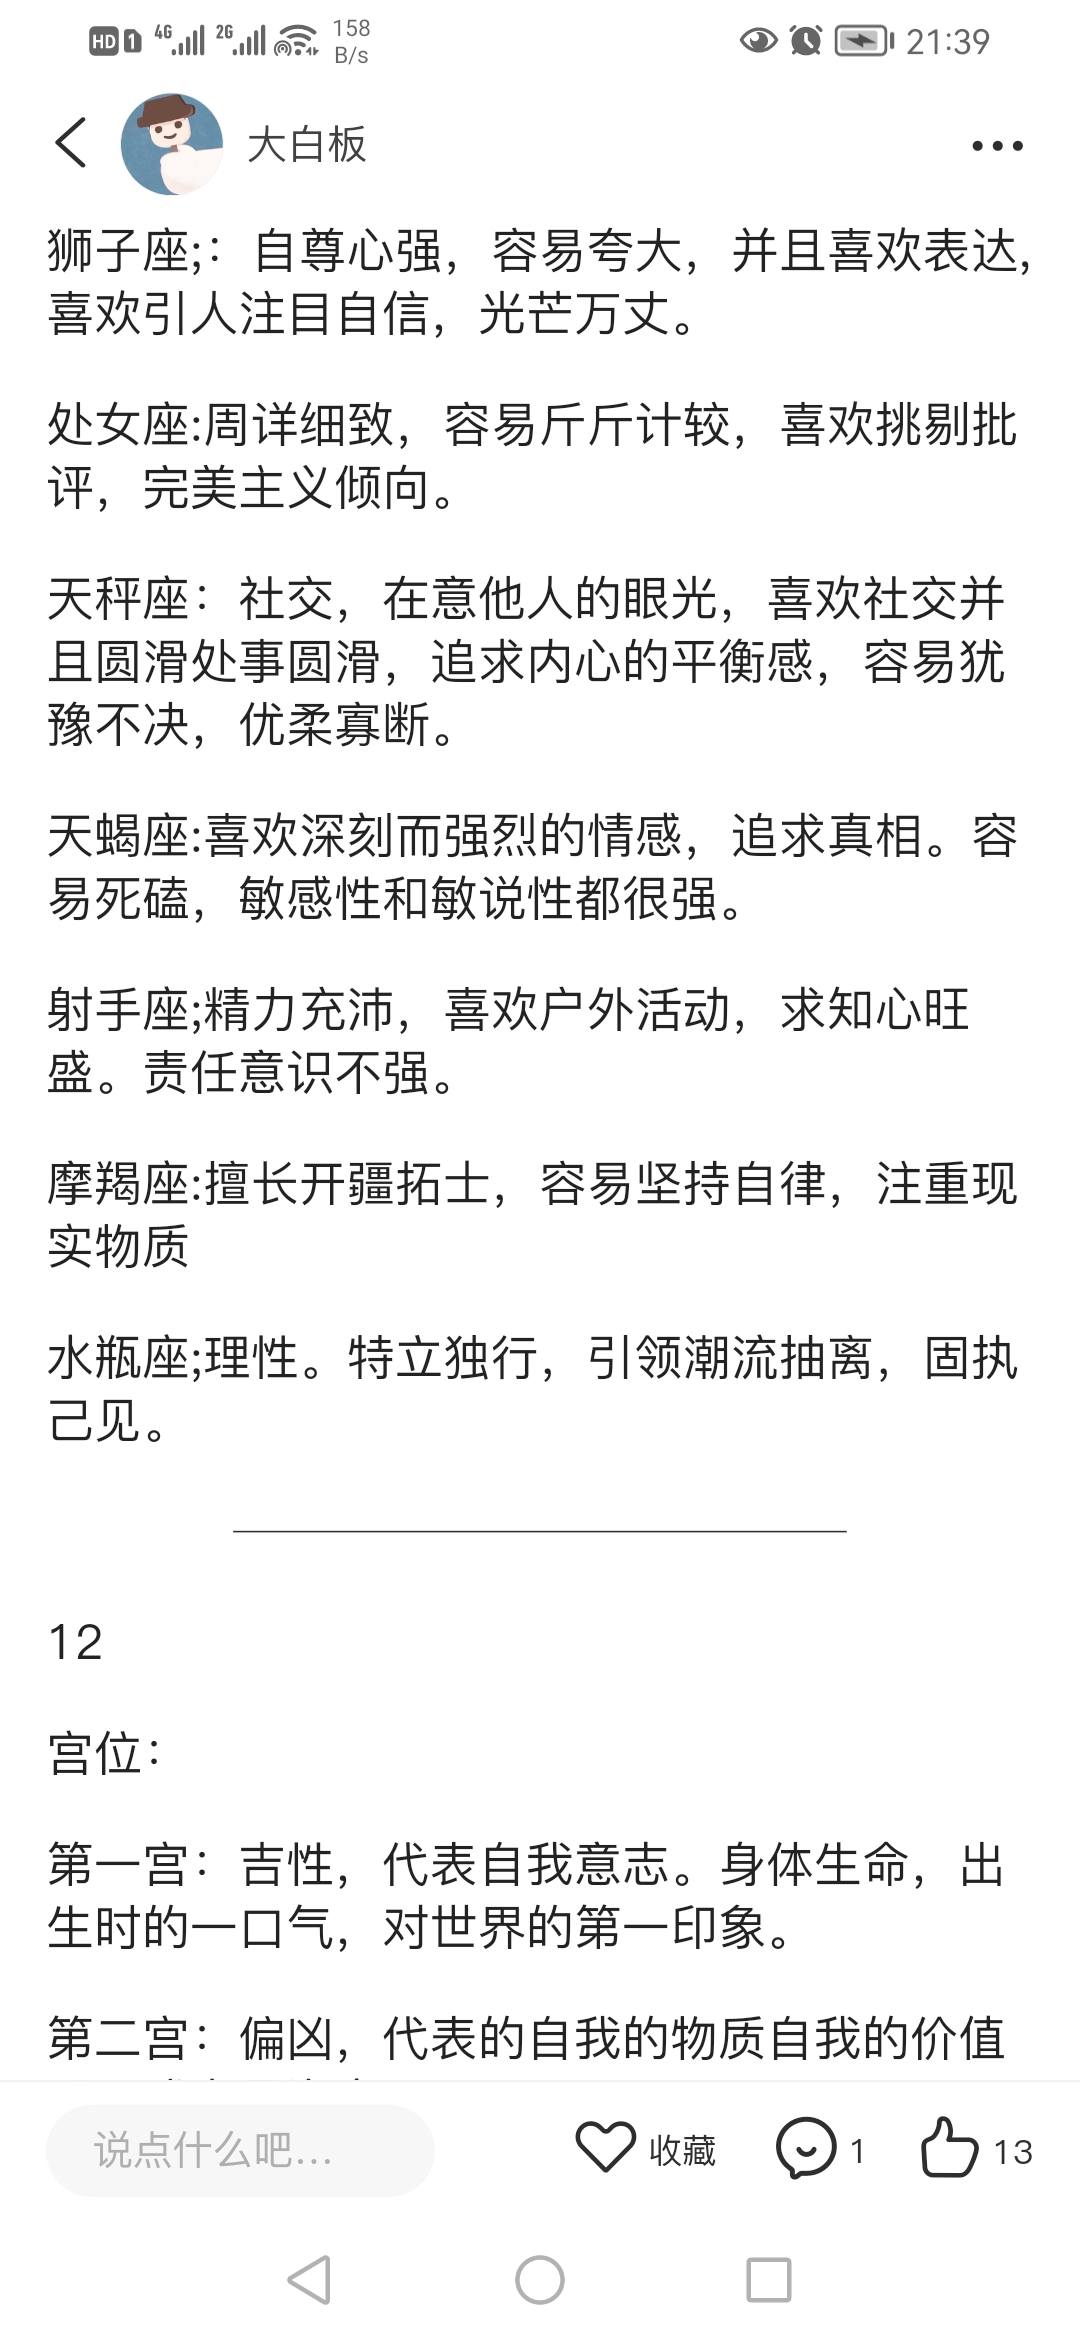 HD 1 4G 2G 158 B/s 21:39
大白板
狮子座;：自尊心强，容易夸大，并且喜欢表达,
喜欢引人注目自信，光芒万丈。
处女座:周详细致，容易斤斤计较，喜欢挑剔批
评，完美主义倾向。
天秤座：社交，在意他人的眼光，喜欢社交并
且圆滑处事圆滑，追求内心的平衡感，容易犹
豫不决，优柔寡断。
天蝎座:喜欢深刻而强烈的情感，追求真相。容
易死磕，敏感性和敏说性都很强。
射手座;精力充沛，喜欢户外活动，求知心旺
盛。责任意识不强。
摩羯座:擅长开疆拓士，容易坚持自律，注重现
实物质
水瓶座;理性。特立独行，引领潮流抽离，固执
己见。
12
宫位：
第一宫：吉性，代表自我意志。身体生命，出
生时的一口气，对世界的第一印象。
第二宫：偏凶，代表的自我的物质自我的价值
说点什么吧... 收藏 1 13